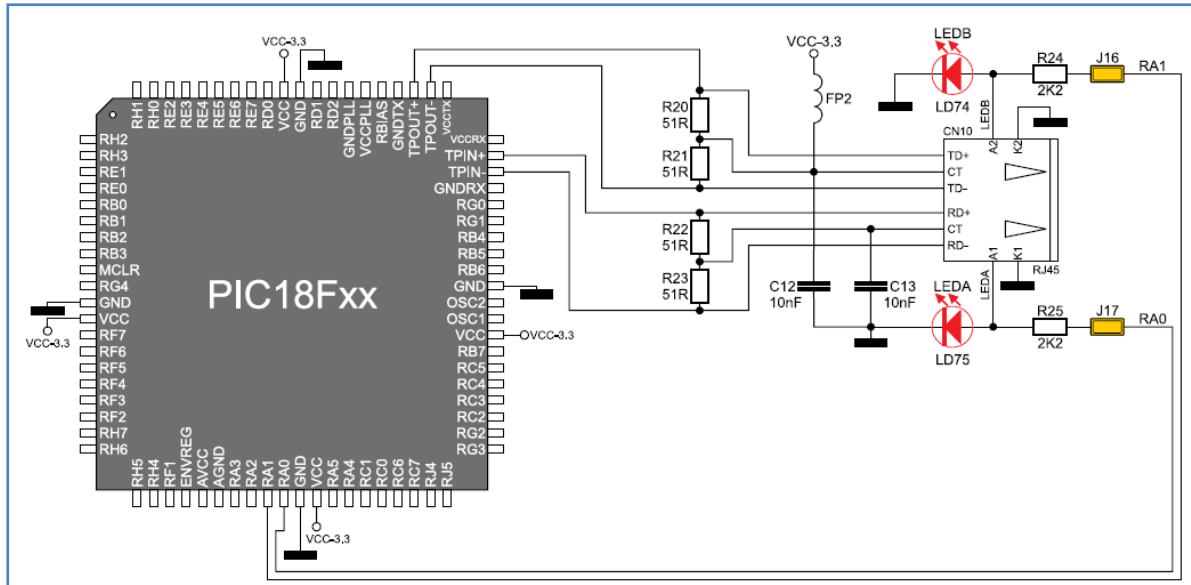 VCC-3.3
RH1
RH0
RE2
RE3
RE4
RE5
RE6
RE7
RD0
VCC
GND
RD1
RD2
GNDPLL
VCCPLL
RBIAS
GNDTX
TPOUT+
TPOUT-
VCCTX
RH2
RH3
RE1
RE0
RB0
RB1
RB2
RB3
MCLR
RG4
GND
VCC
VCC-3.3
RF7
RF6
RF5
RF4
RF3
RF2
RH7
RH6
PIC18Fxx
VCCRX
TPIN+
TPIN-
GNDRX
RG0
RG1
RB4
RB5
RB6
GND
OSC2
OSC1
VCC
VCC-3.3
RB7
RC5
RC4
RC3
RC2
RG2
RG3
RH5
RH4
RF1
ENVREG
AVCC
AGND
RA3
RA2
RA1
RA0
GND
VCC
RA5
RA4
RC1
RC0
RC6
RC7
RJ4
RJ5
VCC-3.3
R20
51R
R21
51R
R22
51R
R23
51R
VCC-3.3
FP2
C12
10nF
C13
10nF
LEDB
LD74
LEDB
R24
2K2
J16
RA1
CN10
A2
K2
TD+
CT
TD-
RD+
CT
RD-
A1
K1
RJ45
LEDA
LEDA
LD75
R25
2K2
J17
RA0